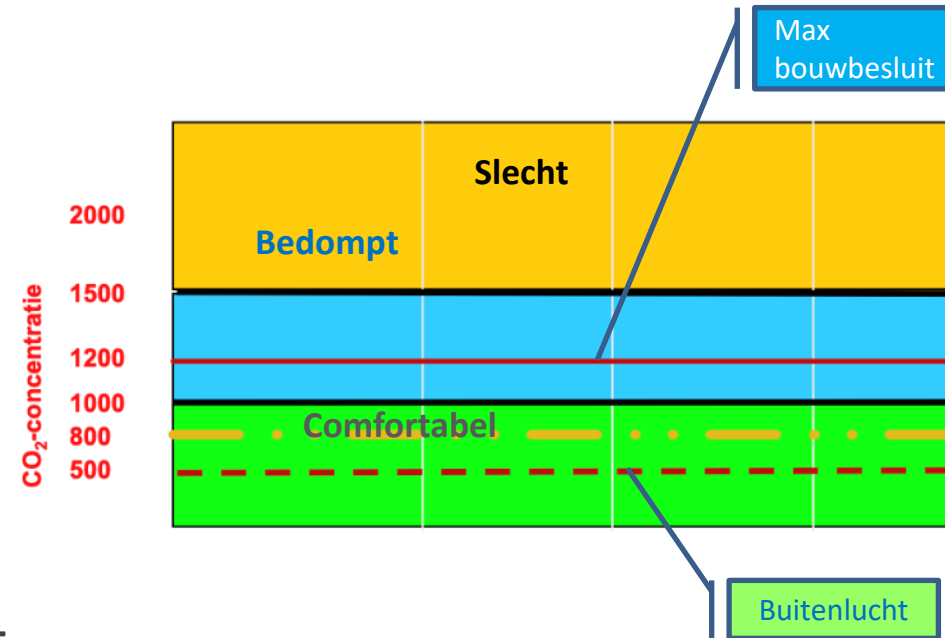 Max
bouwbesluit
Slecht
Bedompt
CO₂-concentratie
2000
1500
1200
1000
800
500
Comfortabel
Buitenlucht